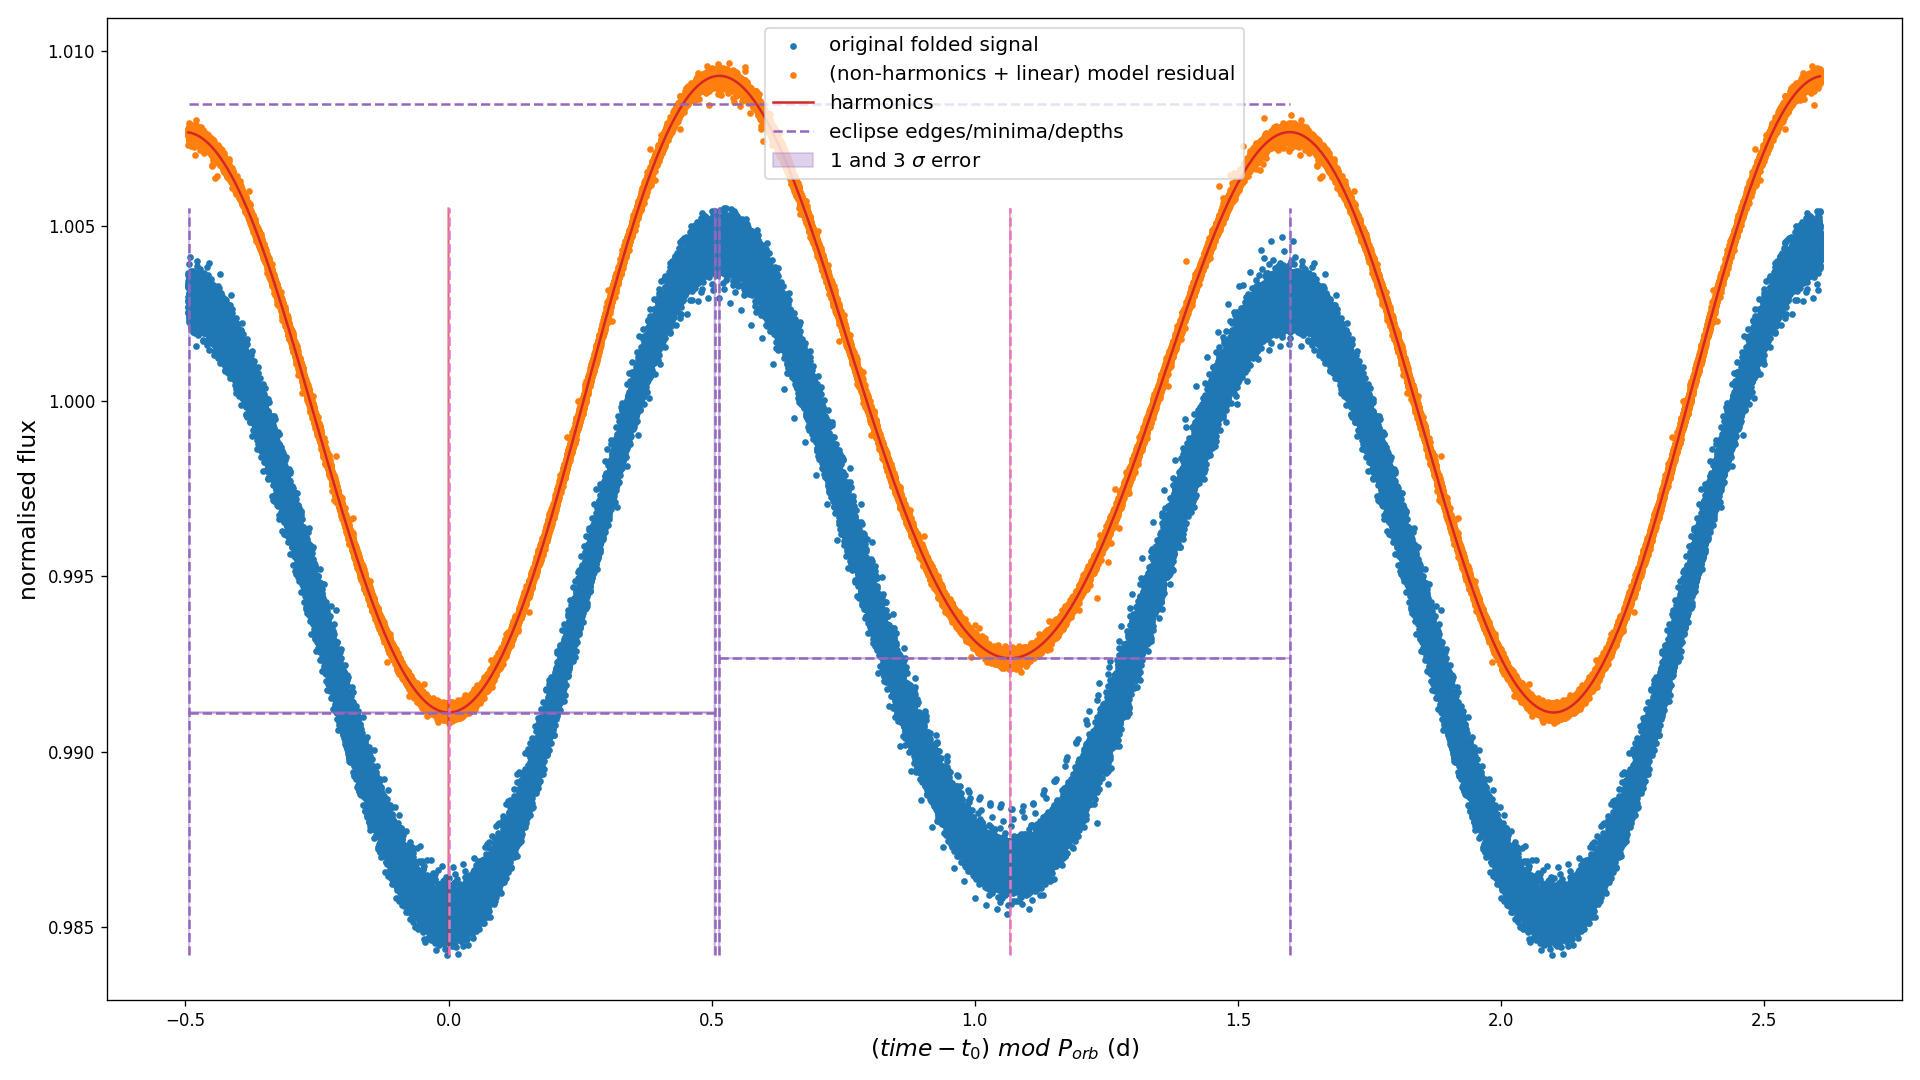 original folded signal
(non-harmonics + linear) model residual
harmonics
eclipse edges/minima/depths
1 and 3 σ error
1.010
1.005
1.000
0.995
0.990
0.985
normalised flux
−0.5 0.0 0.5 1.0 1.5 2.0 2.5
(time − t₀) mod Pₒᵣb (d)